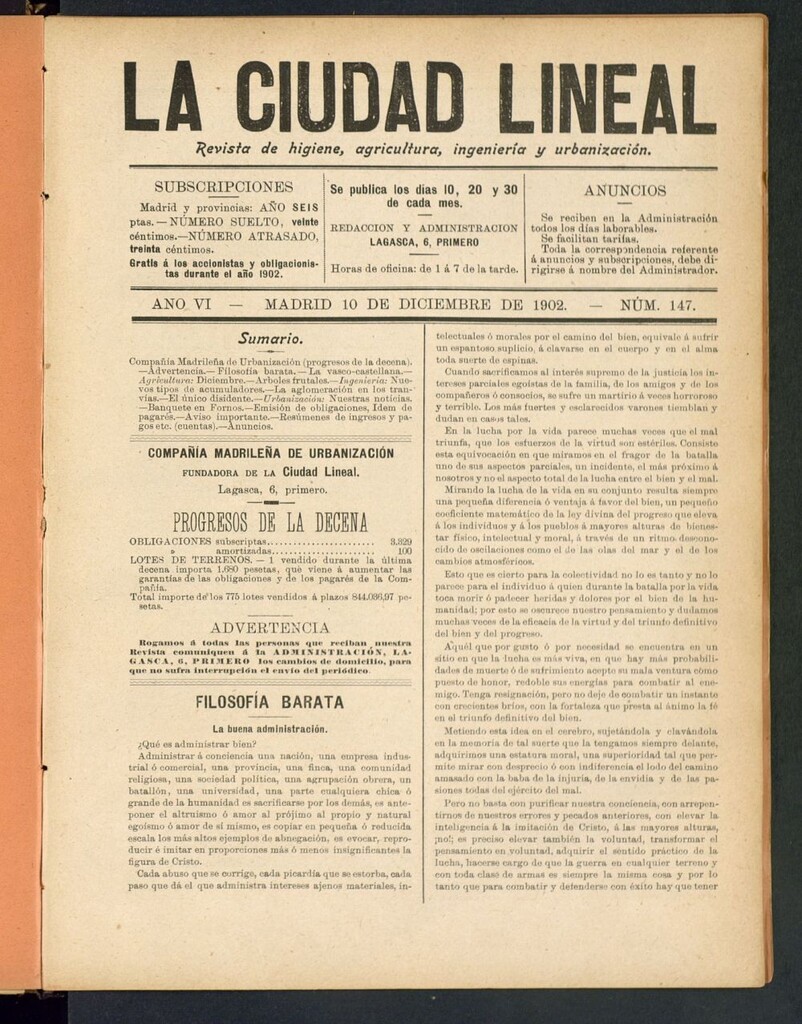 LA CIUDAD LINEAL
Revista de higiene, agricultura, ingeniería y urbanización.
SUBSCRIPCIONES
Madrid y provincias: AÑO SEIS
ptas.—NÚMERO SUELTO, veinte
céntimos.—NÚMERO ATRASADO,
treinta céntimos.
Gratis á los accionistas y obligacionis-
tas durante el año 1902.
Se publica los dias 10, 20 y 30
de cada mes.
REDACCION Y ADMINISTRACION
LAGASCA, 6, PRIMERO
Horas de oficina: de 1 á 7 de la tarde.
ANUNCIOS
Se reciben en la Administración
todos los días laborables.
Se facilitan tarifas.
Toda la correspondencia referente
á anuncios y subscripciones, debe di-
rigirse á nombre del Administrador.
AÑO VI — MADRID 10 DE DICIEMBRE DE 1902. — NÚM. 147.
Sumario.
Compañía Madrileña de Urbanización (progresos de la decena).
—Advertencia.—Filosofía barata.—La vasco-castellana.—
Agricultura: Diciembre.—Arboles frutales.—Ingeniería: Nue-
vos tipos de acumuladores.—La aglomeración en los tran-
vías.—El único disidente.—Urbanización: Nuestras noticias.
—Banquete en Fornos.—Emisión de obligaciones, Idem de
pagarés.—Aviso importante.—Resúmenes de ingresos y pa-
gos etc. (cuentas).—Anuncios.
COMPAÑÍA MADRILEÑA DE URBANIZACIÓN
FUNDADORA DE LA Ciudad Lineal.
Lagasca, 6, primero.
PROGRESOS DE LA DECENA
OBLIGACIONES subscriptas...................... 3.329
» amortizadas...................... 100
LOTES DE TERRENOS.—1 vendido durante la última
decena importa 1.680 pesetas, que viene á aumentar las
garantías de las obligaciones y de los pagarés de la Com-
pañía.
Total importe de los 775 lotes vendidos á plazos 844.036,97 pe-
setas.
ADVERTENCIA
Rogamos á todas las personas que reciban nuestra
Revista comuniquen á la ADMINISTRACIÓN, LA-
GASCA, 6, PRIMERO los cambios de domicilio, para
que no sufra interrupción el envío del periódico.
FILOSOFÍA BARATA
La buena administración.
¿Qué es administrar bien?
Administrar á conciencia una nación, una empresa indus-
trial ó comercial, una provincia, una finca, una comunidad
religiosa, una sociedad política, una agrupación obrera, un
batallón, una universidad, una parte cualquiera chica ó
grande de la humanidad es sacrificarse por los demás, es ante-
poner el altruismo ó amor al prójimo al propio y natural
egoísmo ó amor de sí mismo, es copiar en pequeña ó reducida
escala los más altos ejemplos de abnegación, es evocar, repro-
ducir é imitar en proporciones más ó menos insignificantes la
figura de Cristo.
Cada abuso que se corrige, cada picardía que se estorba, cada
paso que dá el que administra intereses ajenos materiales, in-
telectuales ó morales por el camino del bien, equivale á sufrir
un espantoso suplicio, á clavarse en el cuerpo y en el alma
toda suerte de espinas.
Cuando sacrificamos al interés supremo de la justicia los in-
tereses parciales egoistas de la familia, de los amigos y de los
compañeros ó consocios, se sufre un martirio á veces horroroso
y terrible. Los más fuertes y esclarecidos varones tiemblan y
dudan en casos tales.
En la lucha por la vida parece muchas veces que el mal
triunfa, que los esfuerzos de la virtud son estériles. Consiste
esta equivocación en que miramos en el fragor de la batalla
uno de sus aspectos parciales, un incidente, el más próximo á
nosotros y no el aspecto total de la lucha entre el bien y el mal.
Mirando la lucha de la vida en su conjunto resulta siempre
una pequeña diferencia ó ventaja á favor del bien, un pequeño
coeficiente matemático de la ley divina del progreso que eleva
á los individuos y á los pueblos á mayores alturas de bienes-
tar físico, intelectual y moral, á través de un ritmo descono-
cido de oscilaciones como el de las olas del mar y el de los
cambios atmosféricos.
Esto que es cierto para la colectividad no lo es tanto y no lo
parece para el individuo á quien durante la batalla por la vida
toca morir ó padecer heridas y dolores por el bien de la hu-
manidad; por esto se oscurece nuestro pensamiento y dudamos
muchas veces de la eficacia de la virtud y del triunfo definitivo
del bien y del progreso.
Aquél que por gusto ó por necesidad se encuentra en un
sitio en que la lucha es más viva, en que hay más probabili-
dades de muerte ó de sufrimiento acepte su mala ventura como
puesto de honor, redoble sus energías para combatir al ene-
migo. Tenga resignación, pero no deje de combatir un instante
con crecientes bríos, con la fortaleza que presta al ánimo la fé
en el triunfo definitivo del bien.
Metiendo esta idea en el cerebro, sujetándola y clavándola
en la memoria de tal suerte que la tengamos siempre delante,
adquirimos una estatura moral, una superioridad tal que per-
mite mirar con desprecio ó con indiferencia el lodo del camino
amasado con la baba de la injuria, de la envidia y de las pa-
siones todas del ejército del mal.
Pero no basta con purificar nuestra conciencia, con arrepen-
tirnos de nuestros errores y pecados anteriores, con elevar la
inteligencia á la imitación de Cristo, á las mayores alturas,
¡no!; es preciso elevar también la voluntad, transformar el
pensamiento en voluntad, adquirir el sentido práctico de la
lucha, hacerse cargo de que la guerra en cualquier terreno y
con toda clase de armas es siempre la misma cosa y por lo
tanto que para combatir y defenderse con éxito hay que tener